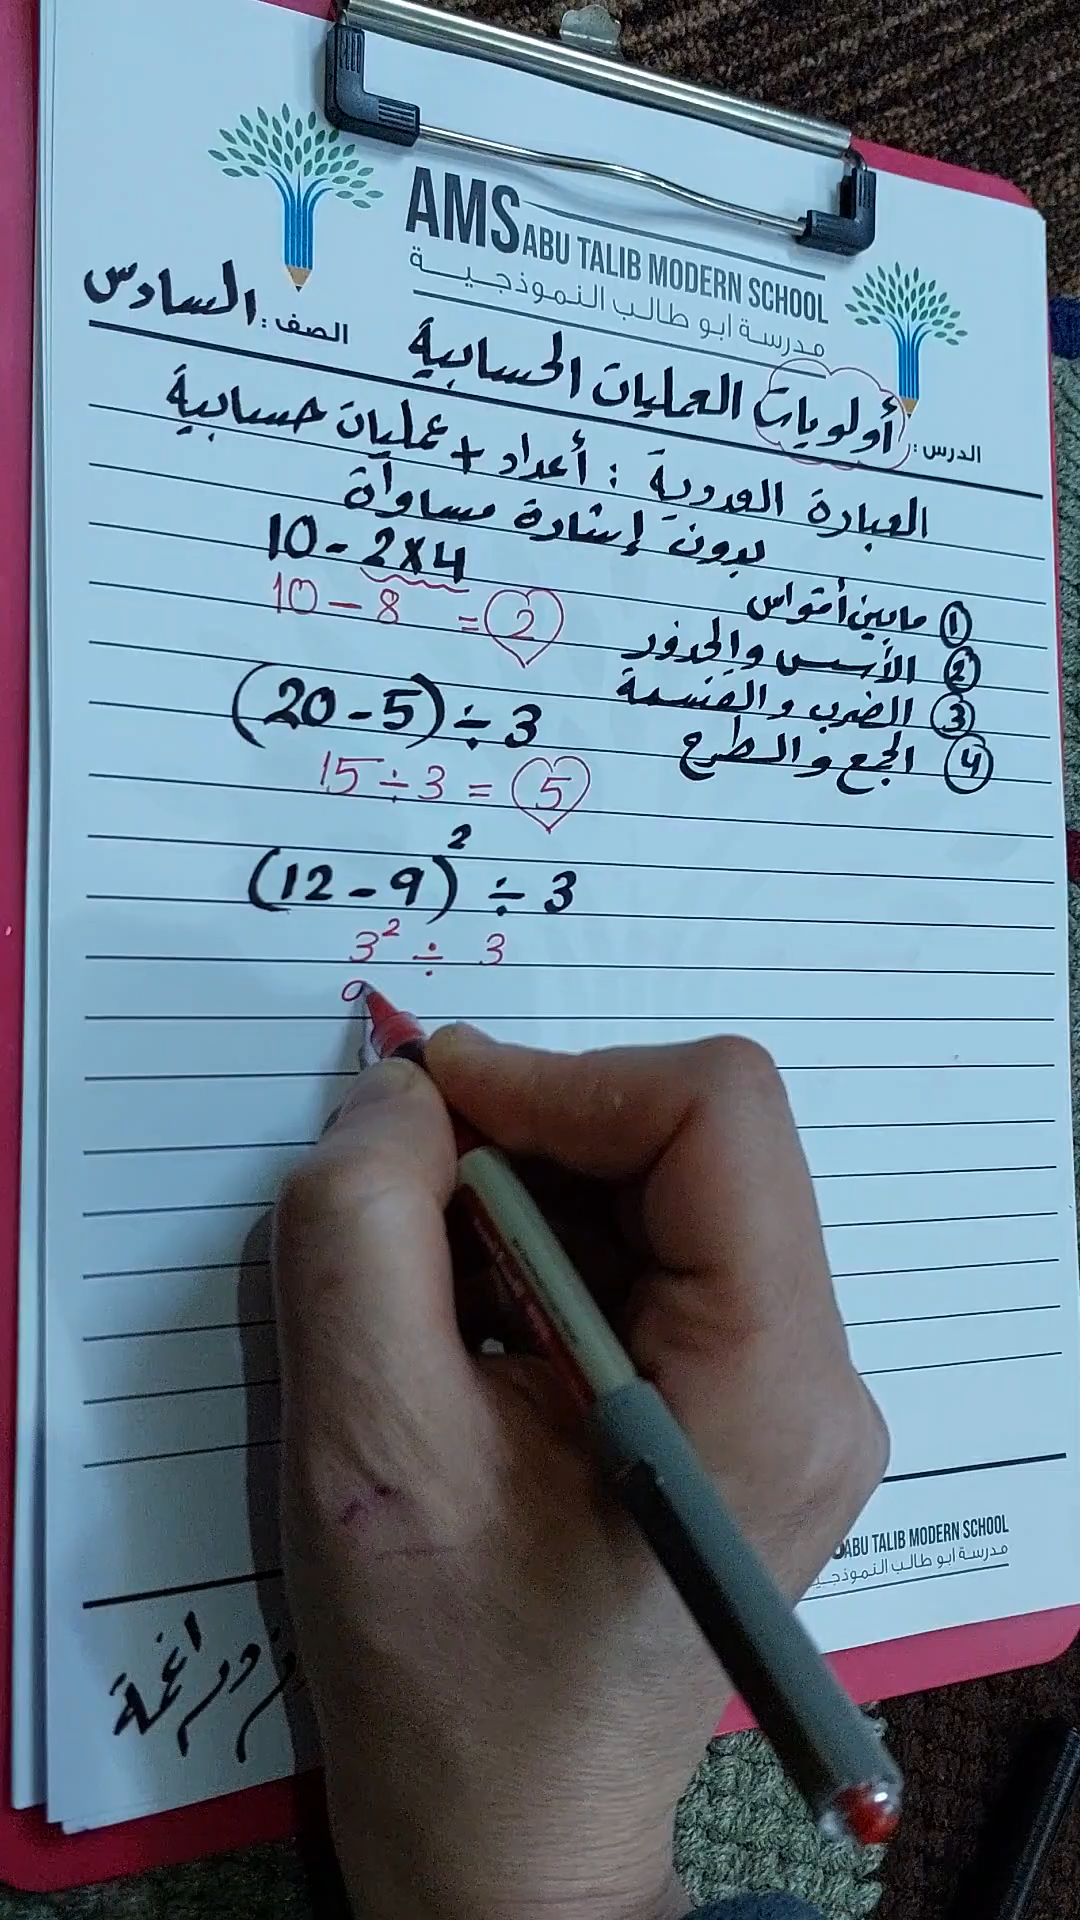 AMS ABU TALIB MODERN SCHOOL
مدرسة ابو طالب النموذجية
الصف: السادس
الدرس: أولويات العمليات الحسابية
العبارة العددية: أعداد + عمليات حسابية
بدون إشارة مساواة
10 - 2 × 4
10 - 8 = 2
① ما بين أقواس
② الأسس والجذور
(20 - 5) ÷ 3
③ الضرب والقسمة
15 ÷ 3 = 5
④ الجمع والطرح
(12 - 9)² ÷ 3
3² ÷ 3
9
ABU TALIB MODERN SCHOOL
مدرسة ابو طالب النموذجية